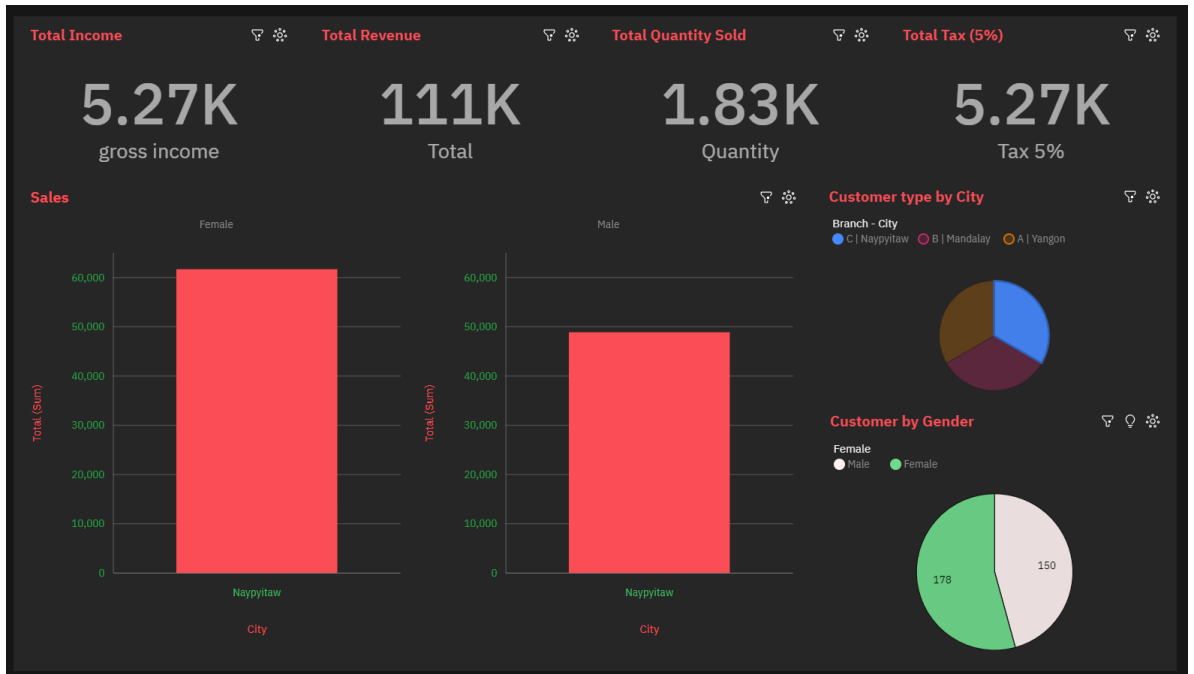 Total Income
Total Revenue
Total Quantity Sold
Total Tax (5%)
5.27K
gross income
111K
Total
1.83K
Quantity
5.27K
Tax 5%
Sales
Female
Total (Sum)
60,000
50,000
40,000
30,000
20,000
10,000
0
Naypyitaw
City
Male
Total (Sum)
60,000
50,000
40,000
30,000
20,000
10,000
0
Naypyitaw
City
Customer type by City
Branch - City
C | Naypyitaw
B | Mandalay
A | Yangon
Customer by Gender
Female
Male
Female
178
150